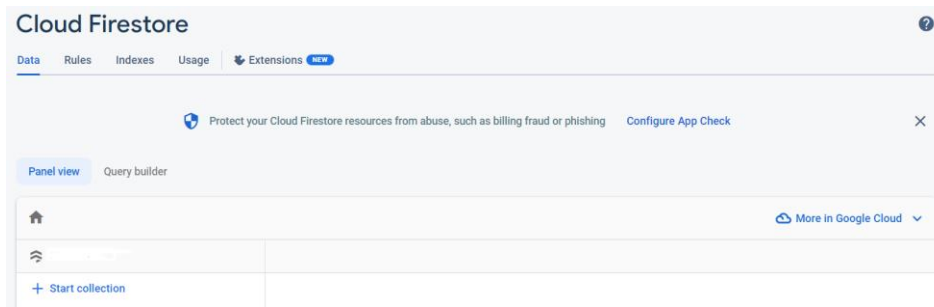 Cloud Firestore
Data Rules Indexes Usage Extensions NEW
Protect your Cloud Firestore resources from abuse, such as billing fraud or phishing Configure App Check
Panel view Query builder
More in Google Cloud
+ Start collection